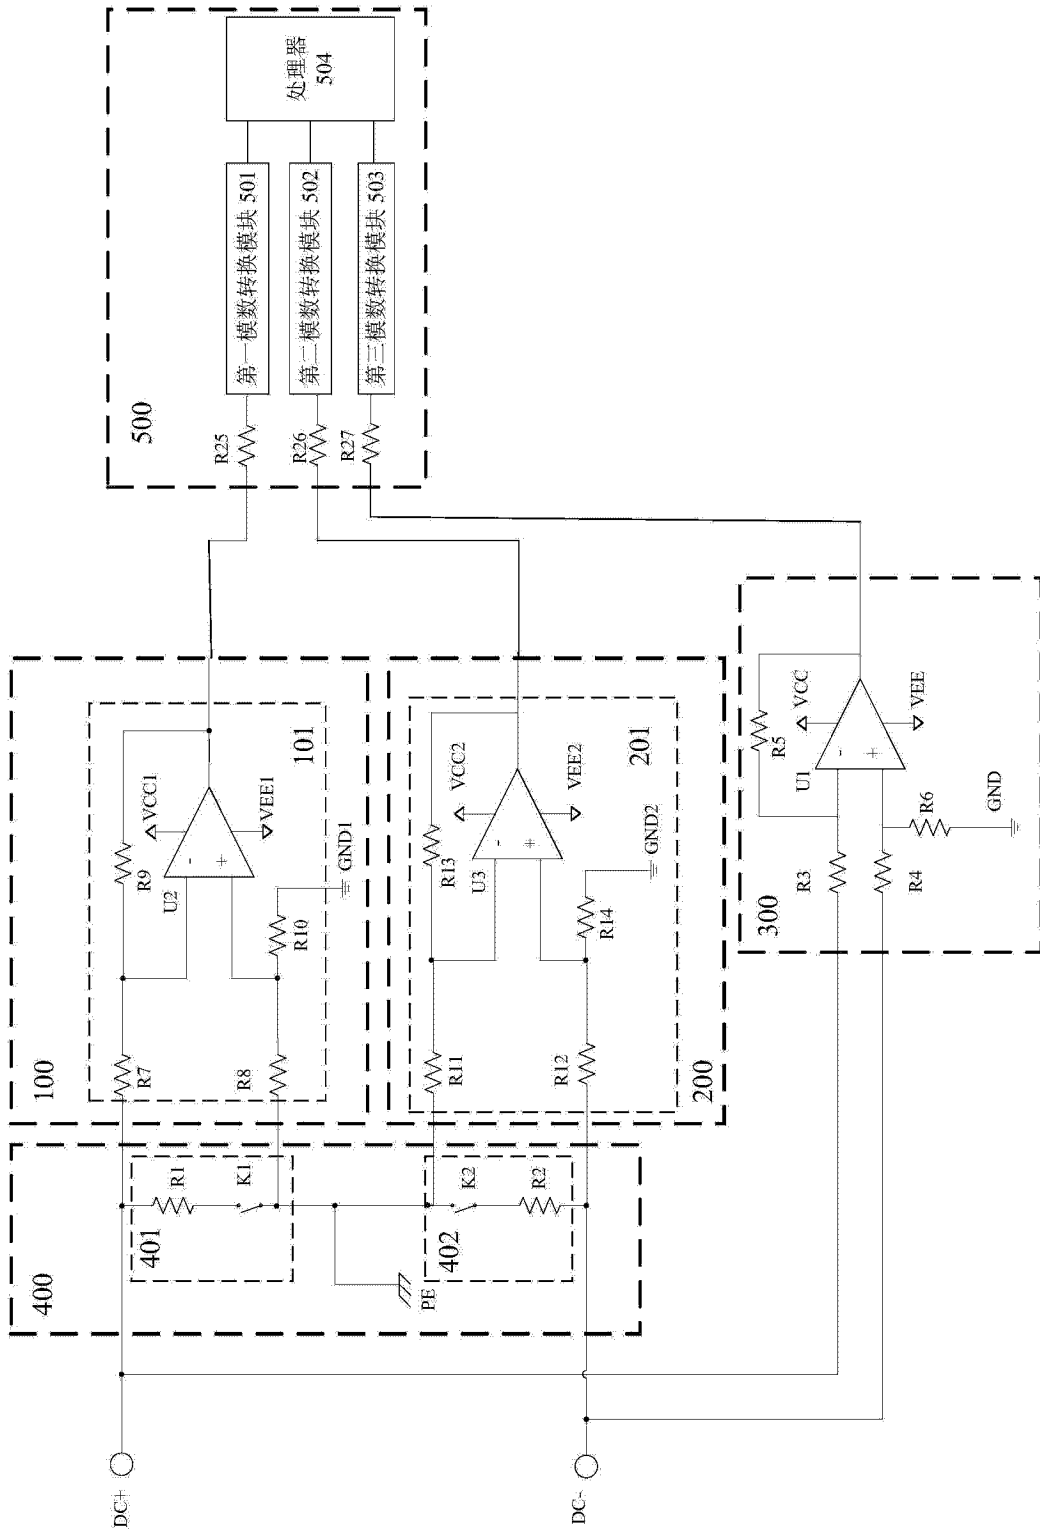 500
处理器
504
第一模数转换模块 501
第二模数转换模块 502
第三模数转换模块 503
R25
R26
R27
100
101
VCC1
VEE1
R9
U2
GND1
R10
R7
R8
200
201
VCC2
VEE2
R13
U3
GND2
R14
R11
R12
300
VCC
VEE
R5
U1
R6
GND
R3
R4
400
401
R1
K1
402
K2
R2
PE
DC+
DC-
-
+
-
+
-
+